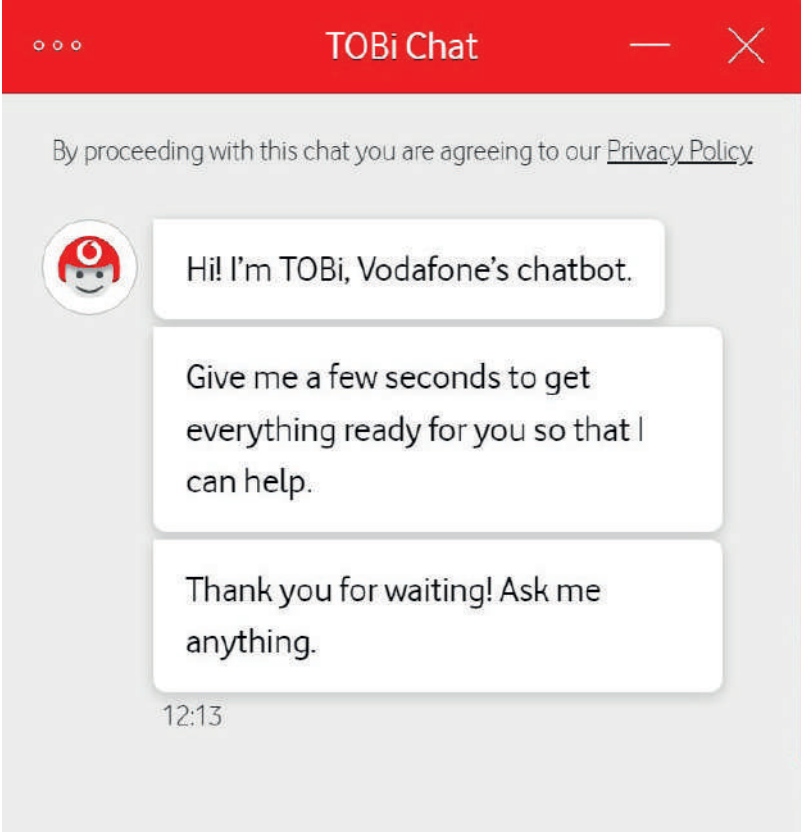 TOBi Chat
By proceeding with this chat you are agreeing to our Privacy Policy
Hi! I’m TOBi, Vodafone’s chatbot.
Give me a few seconds to get
everything ready for you so that I
can help.
Thank you for waiting! Ask me
anything.
12:13